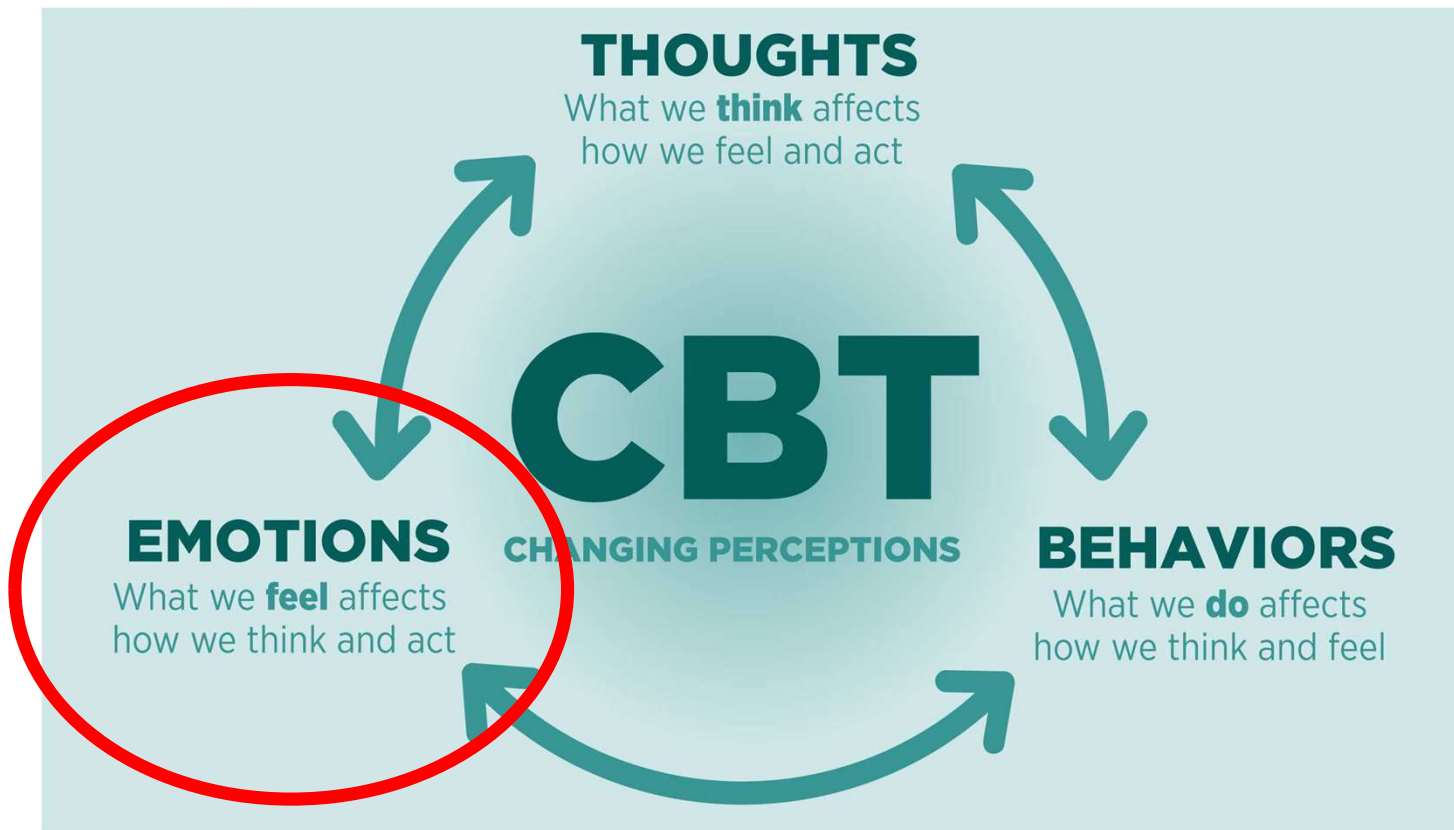 THOUGHTS
What we think affects
how we feel and act
CBT
CHANGING PERCEPTIONS
EMOTIONS
What we feel affects
how we think and act
BEHAVIORS
What we do affects
how we think and feel